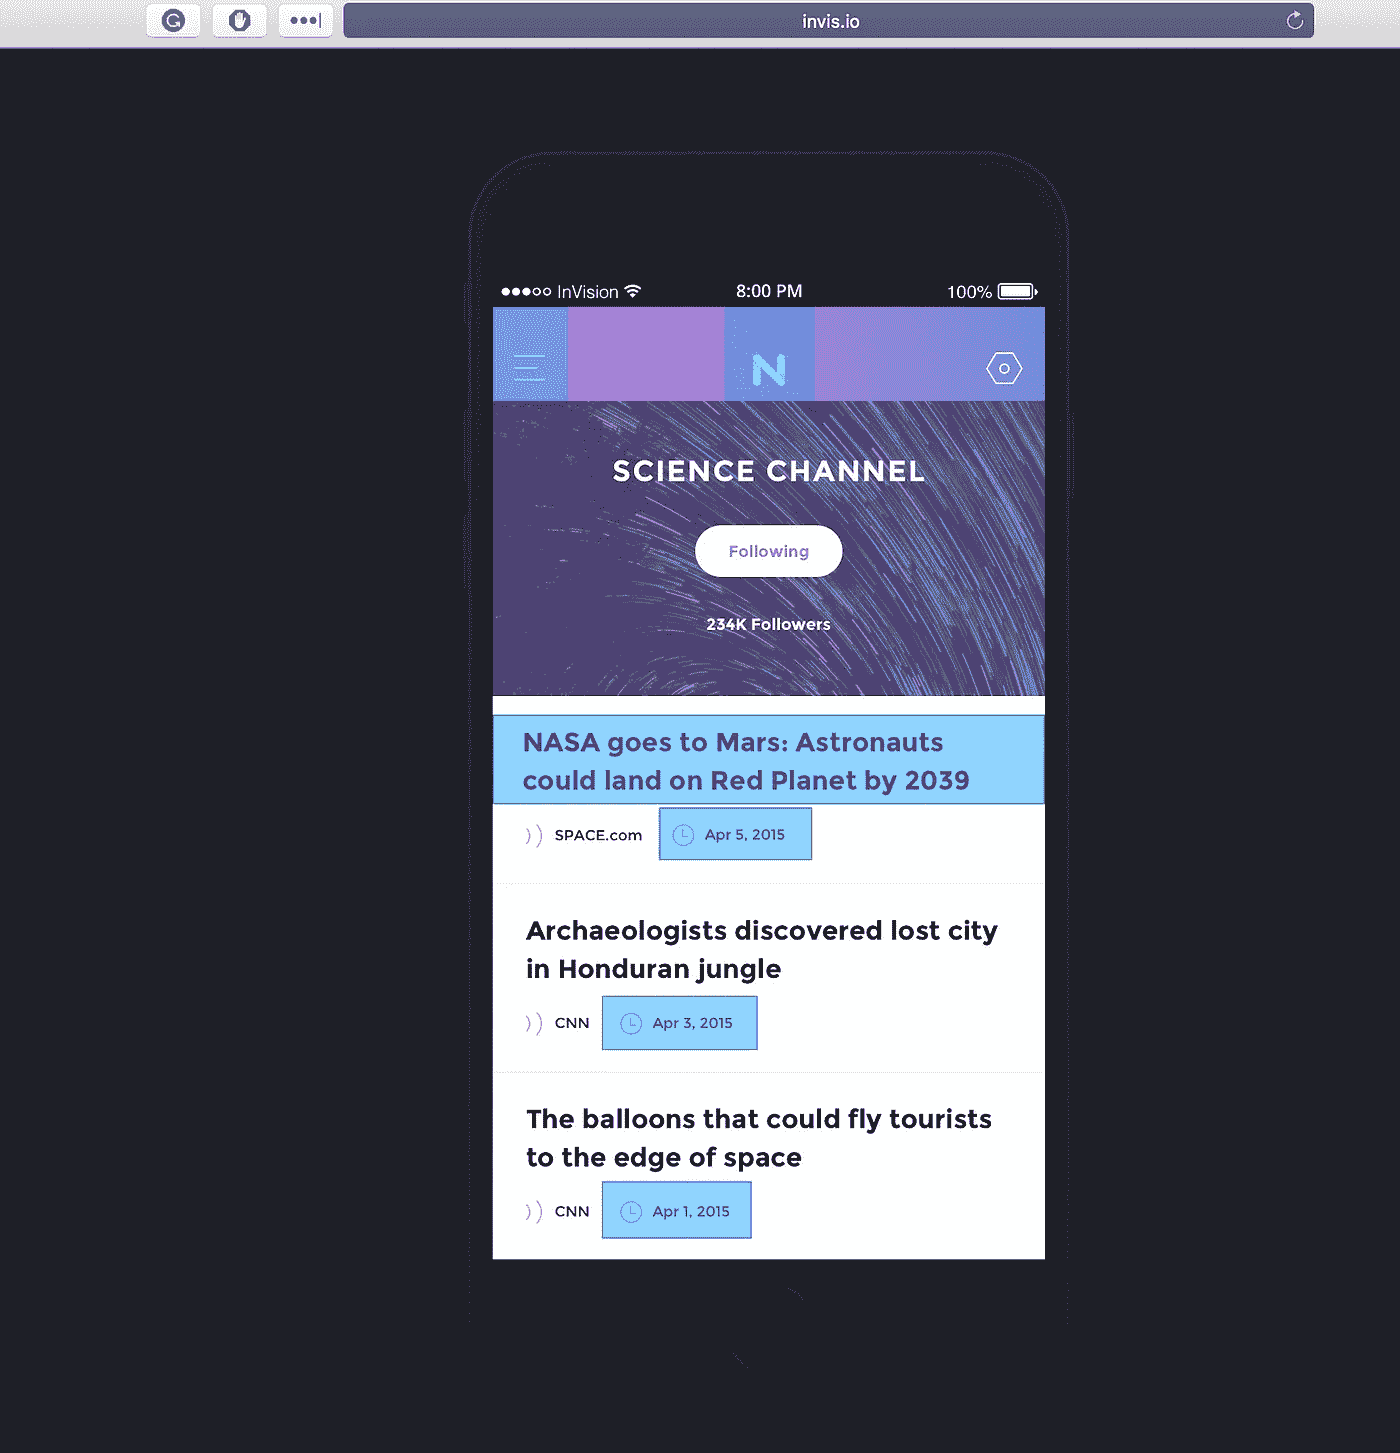 invis.io
InVision 8:00 PM 100%
N
SCIENCE CHANNEL
Following
234K Followers
NASA goes to Mars: Astronauts
could land on Red Planet by 2039
SPACE.com Apr 5, 2015
Archaeologists discovered lost city
in Honduran jungle
CNN Apr 3, 2015
The balloons that could fly tourists
to the edge of space
CNN Apr 1, 2015